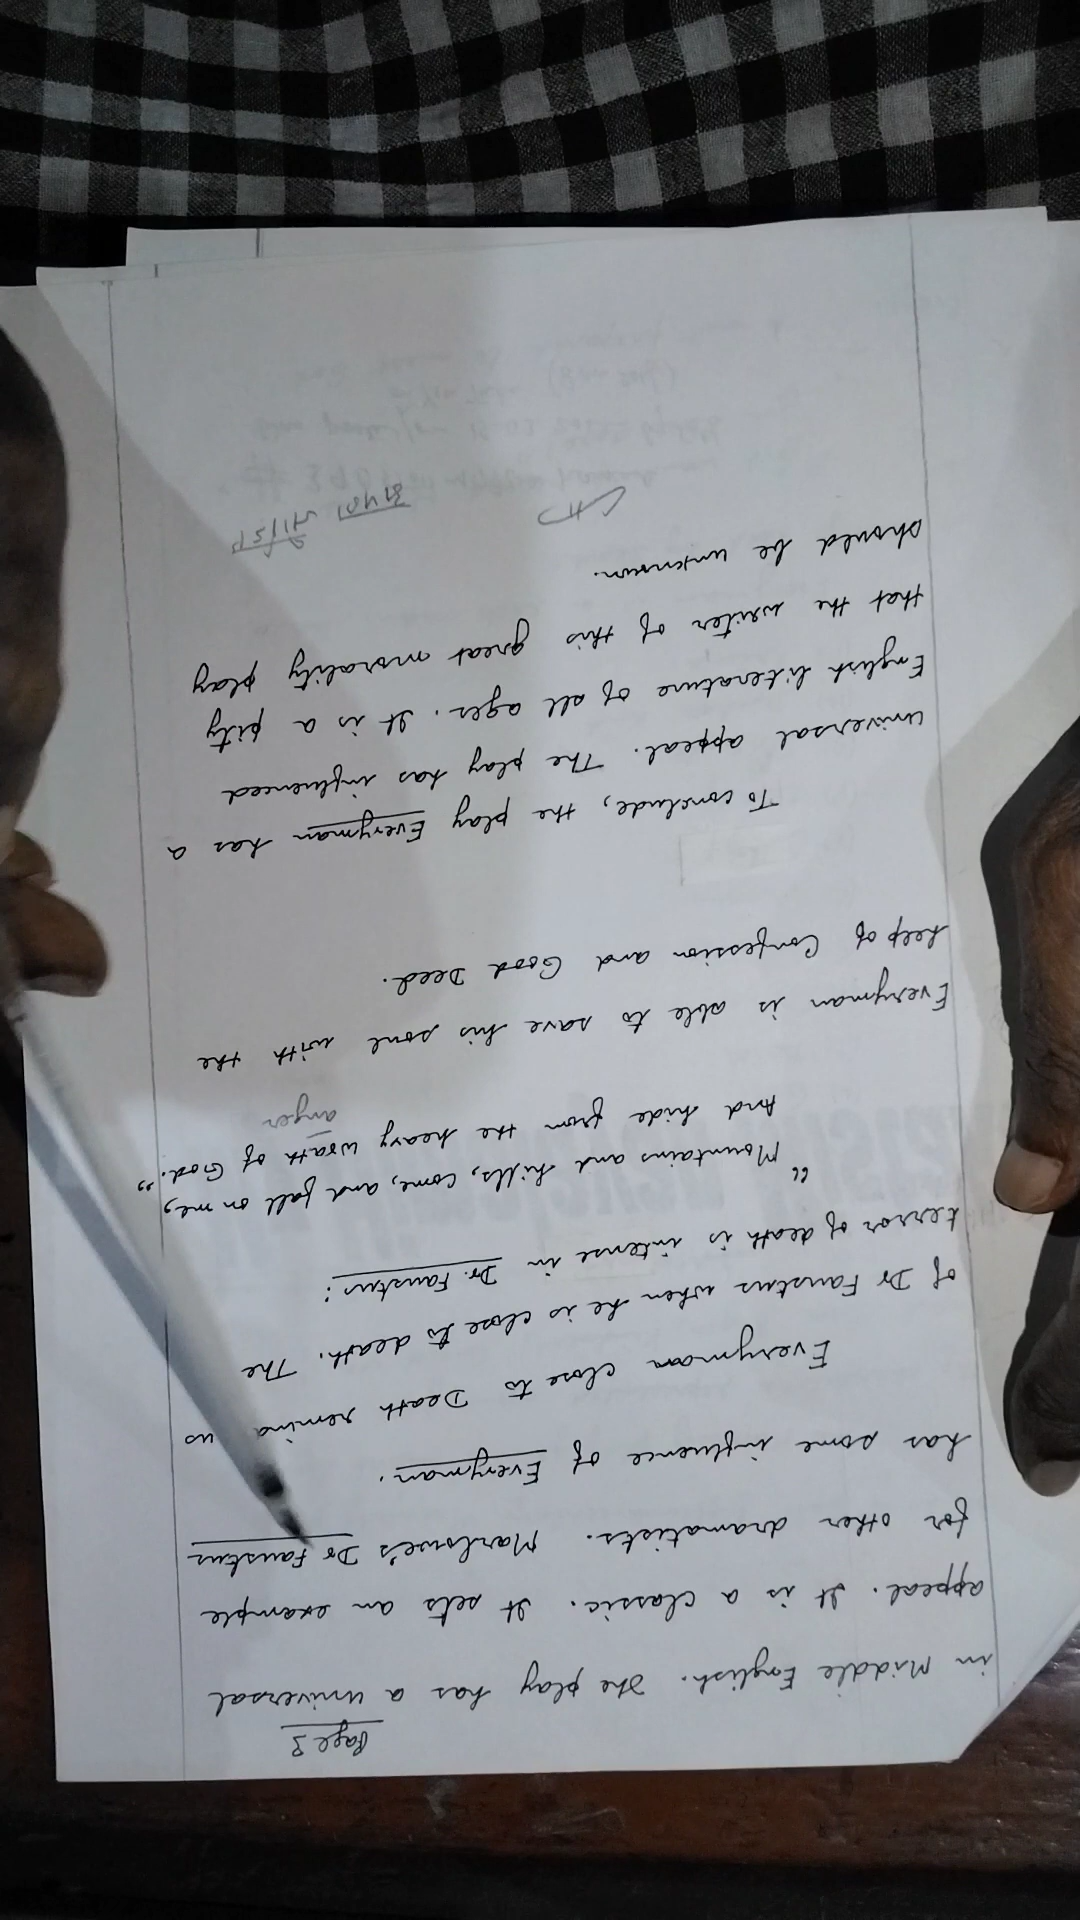 Page 3
in Middle English. The play has a universal
appeal. It is a classic. It sets an example
for other dramatists. Marlowe's Dr Faustus
has some influence of Everyman.
Everyman close to Death remind us
of Dr Faustus when he is close to death. The
terror of death is intense in Dr. Faustus:
"Mountains and hills, come, and fall on me,
And hide from the heavy wrath of God."
anger
Everyman is able to save his soul with the
help of Confession and Good Deed.
To conclude, the play Everyman has a
universal appeal. The play has influenced
English literature of all ages. It is a pity
that the writer of this great morality play
should be unknown.